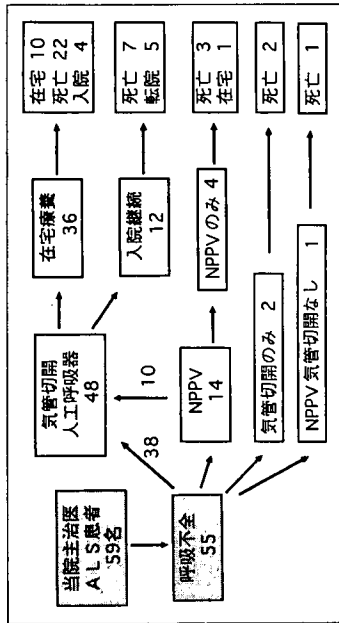 当院主治医
ALS患者
59名
呼吸不全
55
38
10
気管切開
人工呼吸器
48
NPPV
14
気管切開のみ 2
NPPV気管切開なし 1
在宅療養
36
入院継続
12
NPPVのみ 4
在宅 10
死亡 22
入院 4
死亡 7
転院 5
死亡 3
在宅 1
死亡 2
死亡 1